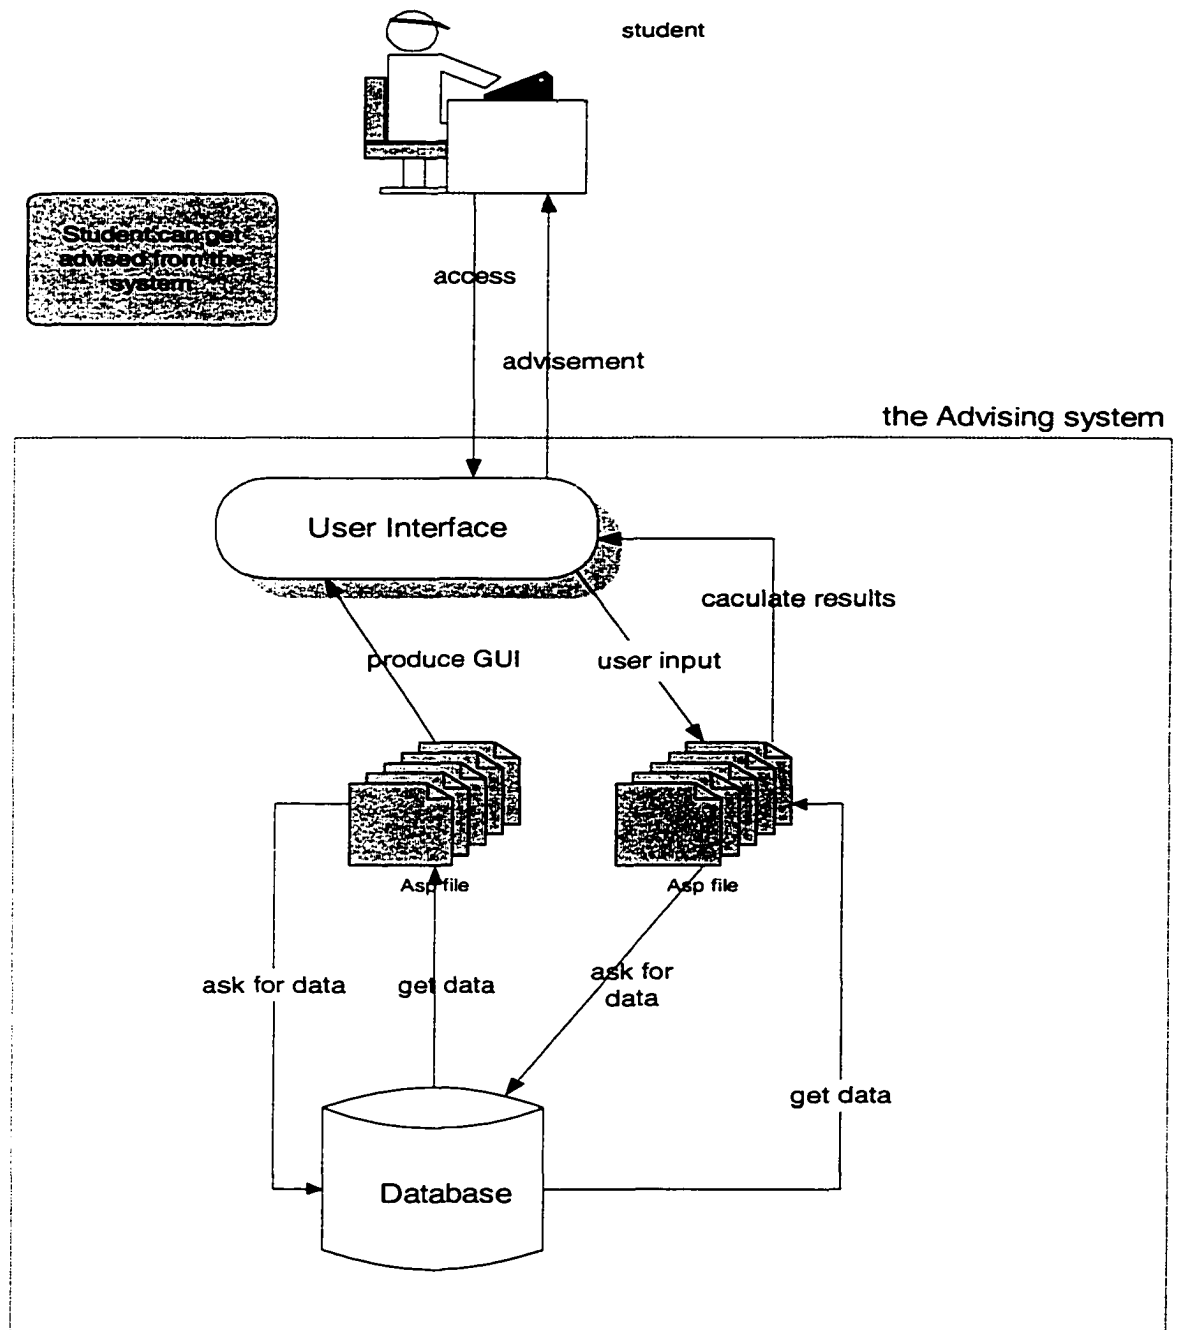 student
Student can get
advised from the
system
access
advisement
the Advising system
User Interface
caculate results
produce GUI
user input
Asp file
Asp file
ask for data
get data
ask for
data
get data
Database